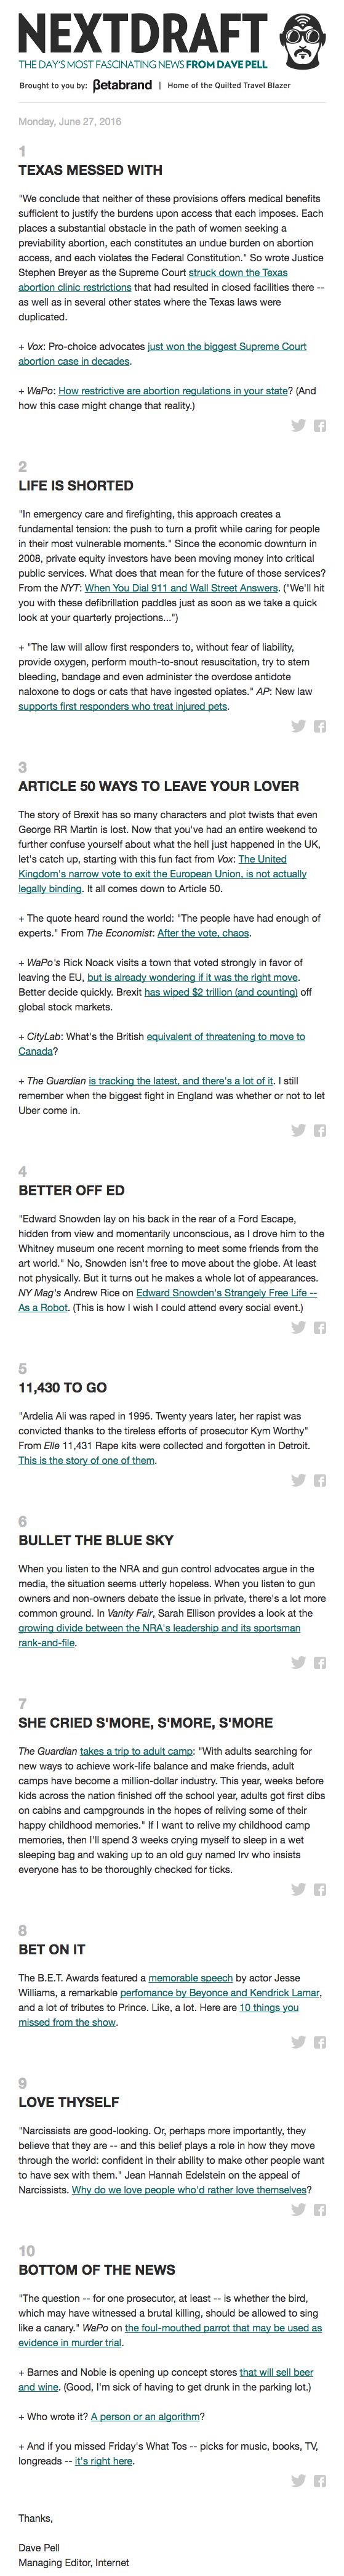 NEXTDRAFT
THE DAY'S MOST FASCINATING NEWS FROM DAVE PELL
Brought to you by: βetabrand | Home of the Quilted Travel Blazer
Monday, June 27, 2016
1
TEXAS MESSED WITH
"We conclude that neither of these provisions offers medical benefits
sufficient to justify the burdens upon access that each imposes. Each
places a substantial obstacle in the path of women seeking a
previability abortion, each constitutes an undue burden on abortion
access, and each violates the Federal Constitution." So wrote Justice
Stephen Breyer as the Supreme Court struck down the Texas
abortion clinic restrictions that had resulted in closed facilities there --
as well as in several other states where the Texas laws were
duplicated.
+ Vox: Pro-choice advocates just won the biggest Supreme Court
abortion case in decades.
+ WaPo: How restrictive are abortion regulations in your state? (And
how this case might change that reality.)
2
LIFE IS SHORTED
"In emergency care and firefighting, this approach creates a
fundamental tension: the push to turn a profit while caring for people
in their most vulnerable moments." Since the economic downturn in
2008, private equity investors have been moving money into critical
public services. What does that mean for the future of those services?
From the NYT: When You Dial 911 and Wall Street Answers. ("We'll hit
you with these defibrillation paddles just as soon as we take a quick
look at your quarterly projections...")
+ "The law will allow first responders to, without fear of liability,
provide oxygen, perform mouth-to-snout resuscitation, try to stem
bleeding, bandage and even administer the overdose antidote
naloxone to dogs or cats that have ingested opiates." AP: New law
supports first responders who treat injured pets.
3
ARTICLE 50 WAYS TO LEAVE YOUR LOVER
The story of Brexit has so many characters and plot twists that even
George RR Martin is lost. Now that you've had an entire weekend to
further confuse yourself about what the hell just happened in the UK,
let's catch up, starting with this fun fact from Vox: The United
Kingdom's narrow vote to exit the European Union, is not actually
legally binding. It all comes down to Article 50.
+ The quote heard round the world: "The people have had enough of
experts." From The Economist: After the vote, chaos.
+ WaPo's Rick Noack visits a town that voted strongly in favor of
leaving the EU, but is already wondering if it was the right move.
Better decide quickly. Brexit has wiped $2 trillion (and counting) off
global stock markets.
+ CityLab: What's the British equivalent of threatening to move to
Canada?
+ The Guardian is tracking the latest, and there's a lot of it. I still
remember when the biggest fight in England was whether or not to let
Uber come in.
4
BETTER OFF ED
"Edward Snowden lay on his back in the rear of a Ford Escape,
hidden from view and momentarily unconscious, as I drove him to the
Whitney museum one recent morning to meet some friends from the
art world." No, Snowden isn't free to move about the globe. At least
not physically. But it turns out he makes a whole lot of appearances.
NY Mag's Andrew Rice on Edward Snowden's Strangely Free Life --
As a Robot. (This is how I wish I could attend every social event.)
5
11,430 TO GO
"Ardelia Ali was raped in 1995. Twenty years later, her rapist was
convicted thanks to the tireless efforts of prosecutor Kym Worthy"
From Elle 11,431 Rape kits were collected and forgotten in Detroit.
This is the story of one of them.
6
BULLET THE BLUE SKY
When you listen to the NRA and gun control advocates argue in the
media, the situation seems utterly hopeless. When you listen to gun
owners and non-owners debate the issue in private, there's a lot more
common ground. In Vanity Fair, Sarah Ellison provides a look at the
growing divide between the NRA's leadership and its sportsman
rank-and-file.
7
SHE CRIED S'MORE, S'MORE, S'MORE
The Guardian takes a trip to adult camp: "With adults searching for
new ways to achieve work-life balance and make friends, adult
camps have become a million-dollar industry. This year, weeks before
kids across the nation finished off the school year, adults got first dibs
on cabins and campgrounds in the hopes of reliving some of their
happy childhood memories." If I want to relive my childhood camp
memories, then I'll spend 3 weeks crying myself to sleep in a wet
sleeping bag and waking up to an old guy named Irv who insists
everyone has to be thoroughly checked for ticks.
8
BET ON IT
The B.E.T. Awards featured a memorable speech by actor Jesse
Williams, a remarkable perfomance by Beyonce and Kendrick Lamar,
and a lot of tributes to Prince. Like, a lot. Here are 10 things you
missed from the show.
9
LOVE THYSELF
"Narcissists are good-looking. Or, perhaps more importantly, they
believe that they are -- and this belief plays a role in how they move
through the world: confident in their ability to make other people want
to have sex with them." Jean Hannah Edelstein on the appeal of
Narcissists. Why do we love people who'd rather love themselves?
10
BOTTOM OF THE NEWS
"The question -- for one prosecutor, at least -- is whether the bird,
which may have witnessed a brutal killing, should be allowed to sing
like a canary." WaPo on the foul-mouthed parrot that may be used as
evidence in murder trial.
+ Barnes and Noble is opening up concept stores that will sell beer
and wine. (Good, I'm sick of having to get drunk in the parking lot.)
+ Who wrote it? A person or an algorithm?
+ And if you missed Friday's What Tos -- picks for music, books, TV,
longreads -- it's right here.
Thanks,
Dave Pell
Managing Editor, Internet